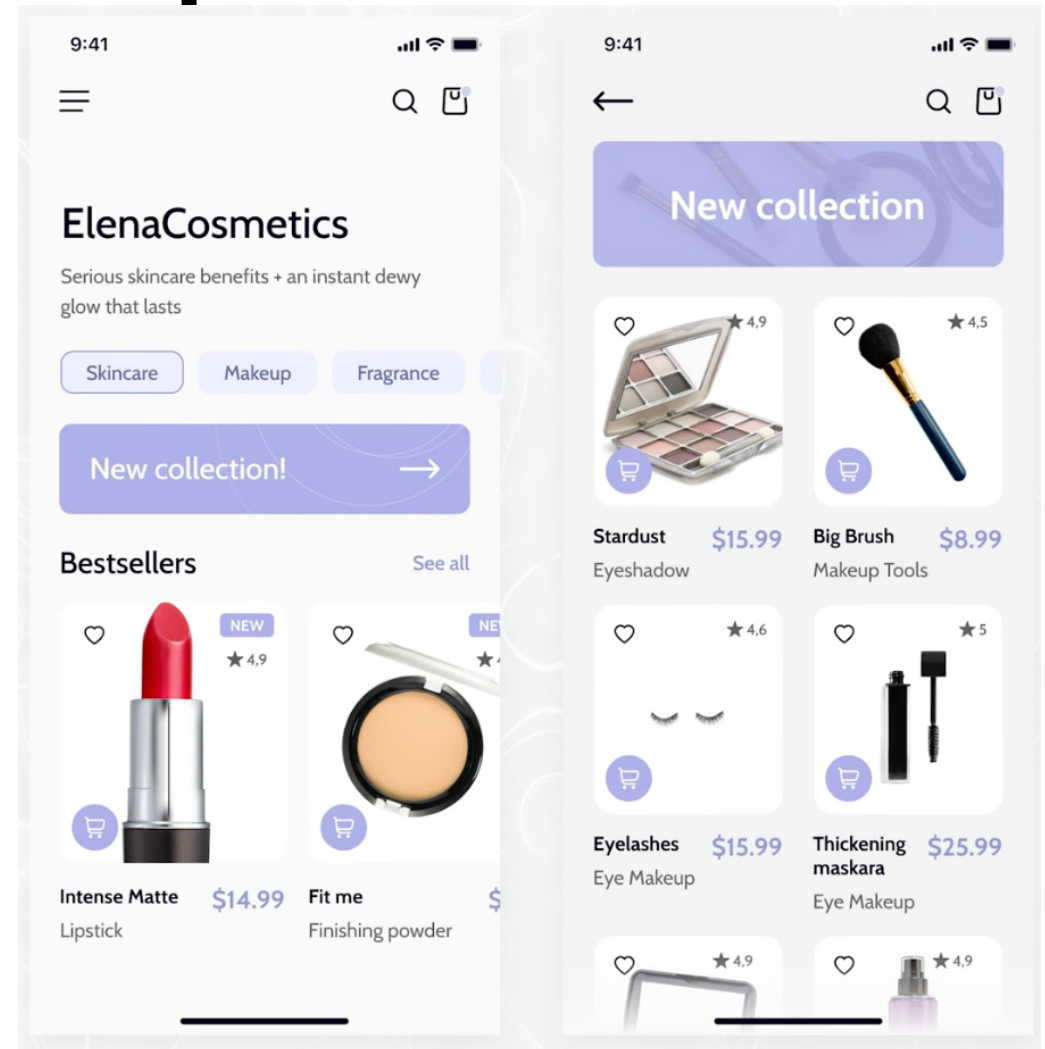 9:41
ElenaCosmetics
Serious skincare benefits + an instant dewy
glow that lasts
Skincare
Makeup
Fragrance
New collection!
Bestsellers
See all
NEW
4,9
Intense Matte
$14.99
Lipstick
Fit me
$
Finishing powder
9:41
New collection
4,9
4,5
Stardust
$15.99
Eyeshadow
Big Brush
$8.99
Makeup Tools
4,6
5
Eyelashes
$15.99
Eye Makeup
Thickening
maskara
$25.99
Eye Makeup
4,9
4,9